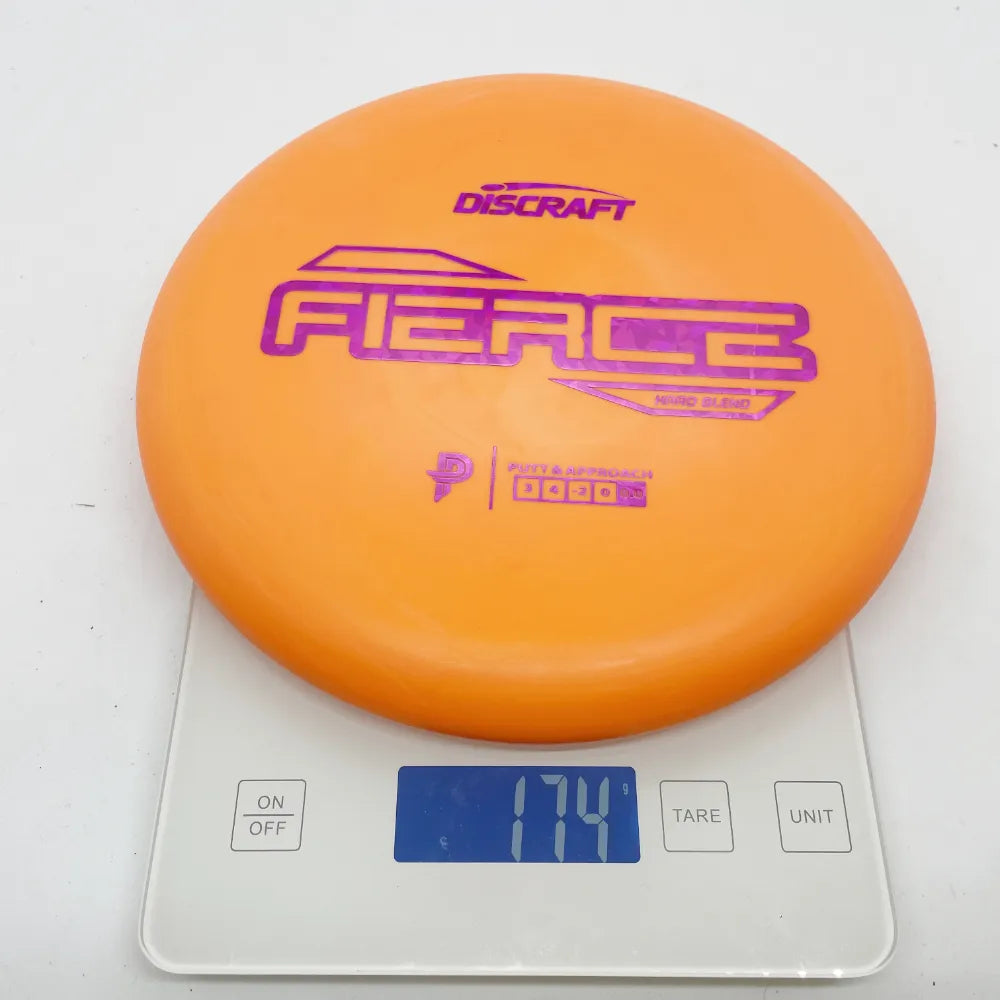 DISCRAFT
FIERCE
HARD BLEND
PUTT & APPROACH
3 4 -2 0
ON
OFF
174 g
TARE
UNIT